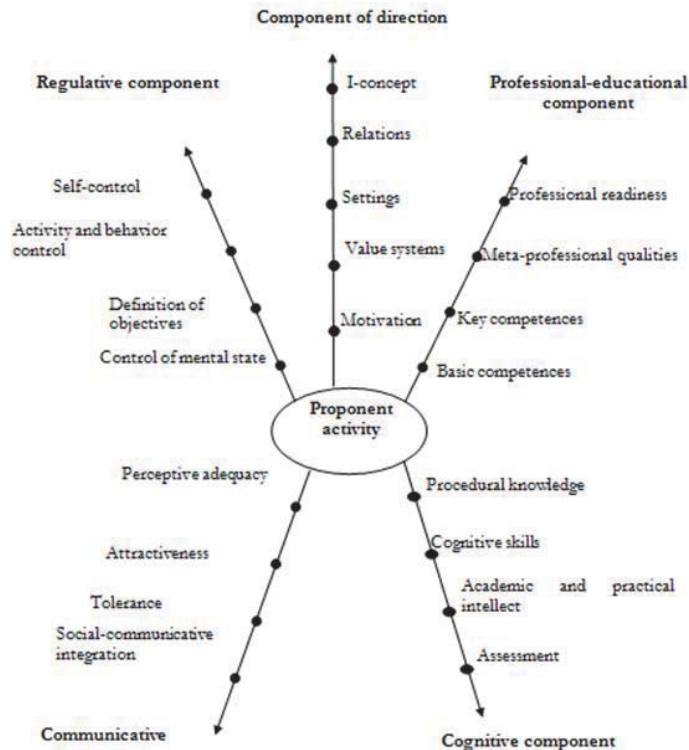 Component of direction
Regulative component
Professional-educational
component
I-concept
Relations
Settings
Value systems
Motivation
Self-control
Activity and behavior
control
Definition of
objectives
Control of mental state
Professional readiness
Meta-professional qualities
Key competences
Basic competences
Proponent
activity
Perceptive adequacy
Attractiveness
Tolerance
Social-communicative
integration
Communicative
Procedural knowledge
Cognitive skills
Academic and practical
intellect
Assessment
Cognitive component